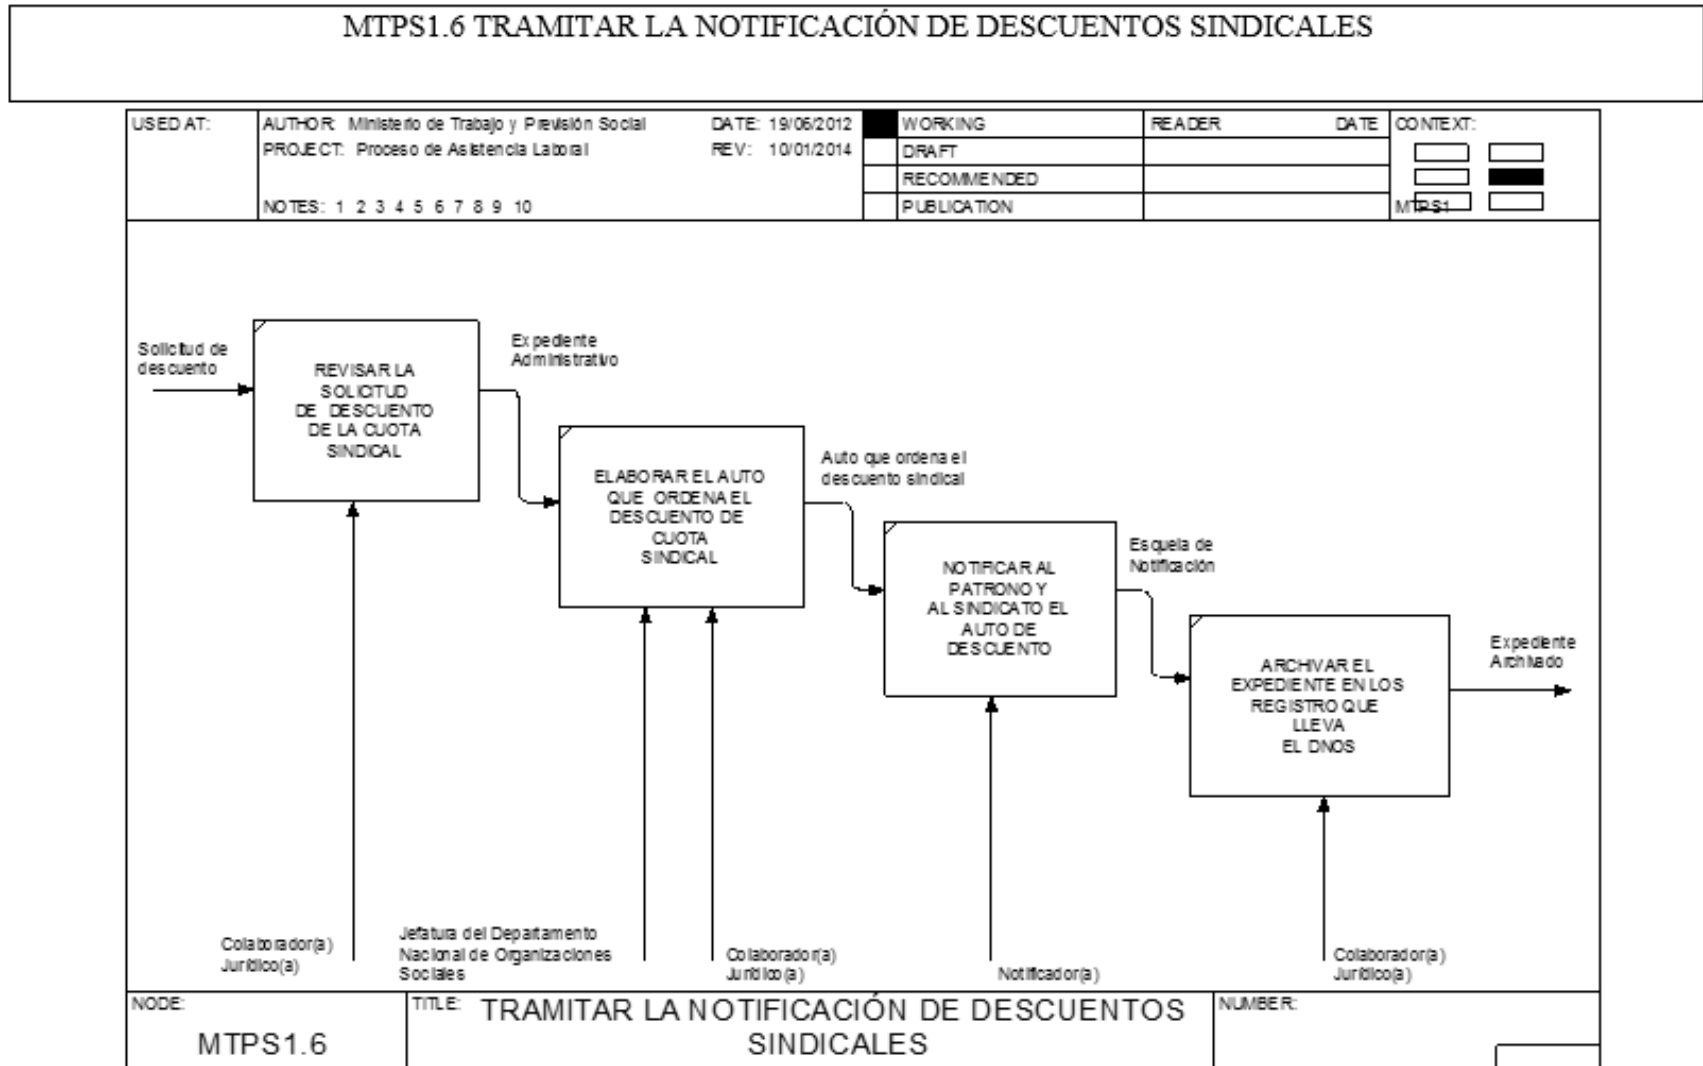 MTPS1.6 TRAMITAR LA NOTIFICACIÓN DE DESCUENTOS SINDICALES
USED AT:
AUTHOR: Ministerio de Trabajo y Previsión Social
DATE: 19/06/2012
PROJECT: Proceso de Asistencia Laboral
REV: 10/01/2014
NOTES: 1 2 3 4 5 6 7 8 9 10
WORKING
DRAFT
RECOMMENDED
PUBLICATION
READER
DATE
CONTEXT:
MTPS1
Solicitud de
descuento
REVISAR LA
SOLICITUD
DE DESCUENTO
DE LA CUOTA
SINDICAL
Expediente
Administrativo
ELABORAR EL AUTO
QUE ORDENA EL
DESCUENTO DE
CUOTA
SINDICAL
Auto que ordena el
descuento sindical
NOTIFICAR AL
PATRONO Y
AL SINDICATO EL
AUTO DE
DESCUENTO
Esquela de
Notificación
ARCHIVAR EL
EXPEDIENTE EN LOS
REGISTRO QUE
LLEVA
EL DNOS
Expediente
Archivado
Colaborador(a)
Jurídico(a)
Jefatura del Departamento
Nacional de Organizaciones
Sociales
Colaborador(a)
Jurídico(a)
Notificador(a)
Colaborador(a)
Jurídico(a)
NODE:
MTPS1.6
TITLE:
TRAMITAR LA NOTIFICACIÓN DE DESCUENTOS
SINDICALES
NUMBER: